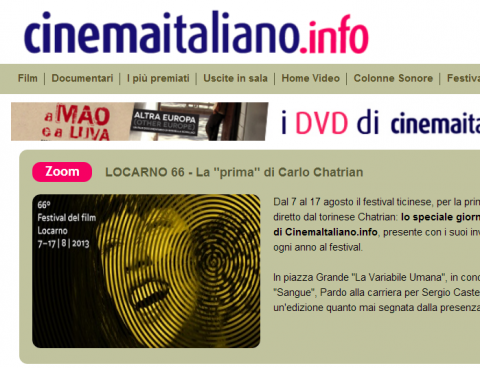 cinemaitaliano.info
Film | Documentari | I più premiati | Uscite in sala | Home Video | Colonne Sonore | Festiva
a MAO
e a LUVA
ALTRA EUROPA
(OTHER EUROPE)
i DVD di cinemaita
Zoom LOCARNO 66 - La "prima" di Carlo Chatrian
66°
Festival del film
Locarno
7–17 | 8 | 2013
Dal 7 al 17 agosto il festival ticinese, per la prin
diretto dal torinese Chatrian: lo speciale giorn
di CinemaItaliano.info, presente con i suoi inv
ogni anno al festival.
In piazza Grande "La Variabile Umana", in conc
"Sangue", Pardo alla carriera per Sergio Caste
un'edizione quanto mai segnata dalla presenza